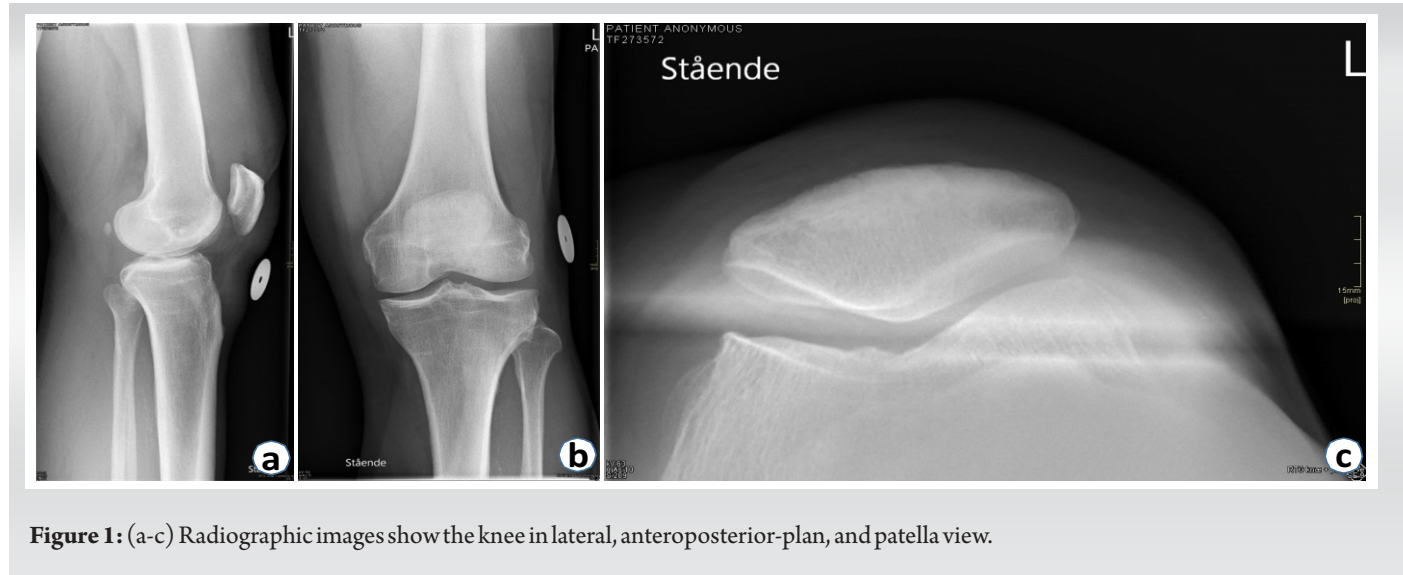 L
a
L
PA
Stående
b
PATIENT ANONYMOUS
TF273572
Stående
L
15mm
[proj]
c
Figure 1: (a-c) Radiographic images show the knee in lateral, anteroposterior-plan, and patella view.